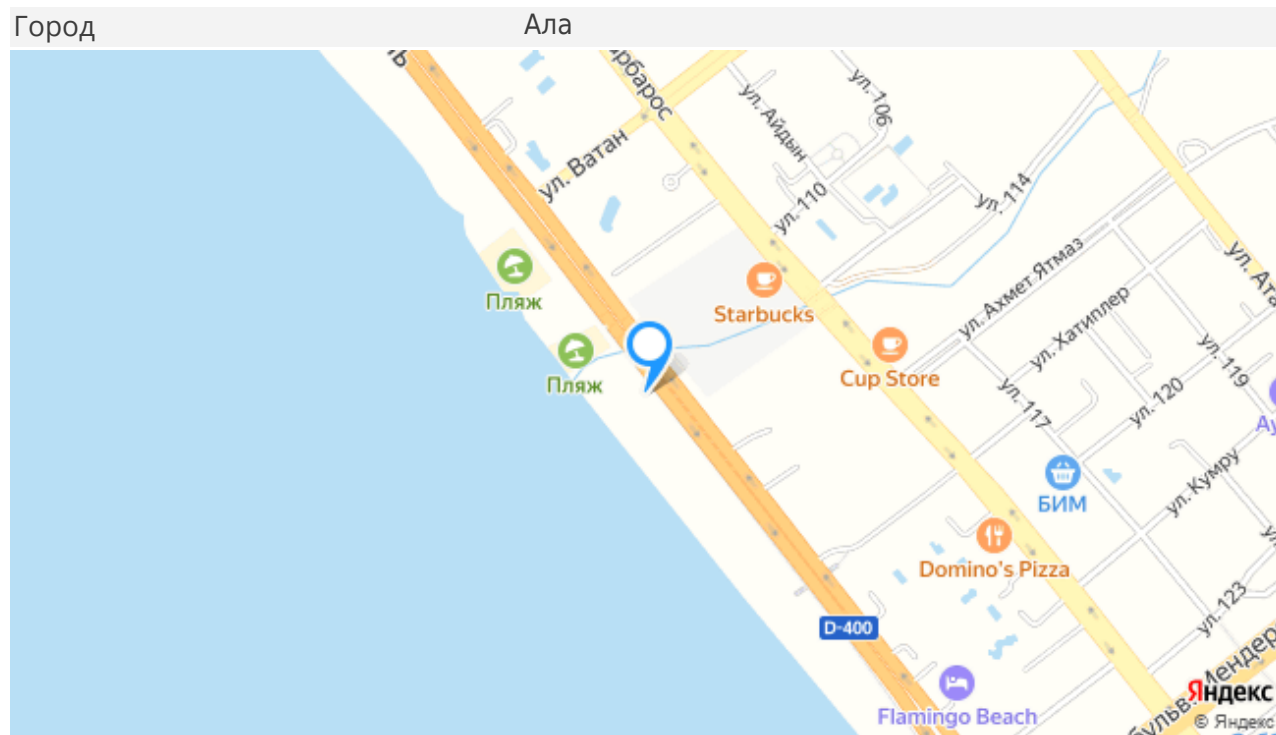 Город Ала
ул. Ватан
ул. Айдын
ул. 106
ул. 110
ул. 114
Пляж
Starbucks
ул. Ахмет Ятмаз
Пляж
Cup Store
ул. Хатиплер
ул. 119
ул. 117
ул. 120
БИМ
ул. Кумру
Domino's Pizza
ул. 123
D-400
Flamingo Beach
Яндекс
© Яндекс